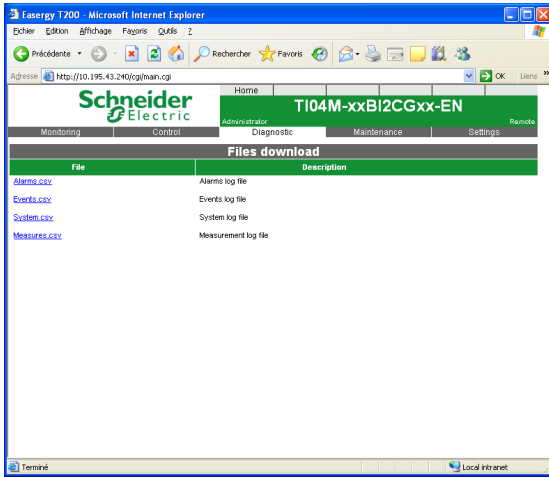 Easergy T200 - Microsoft Internet Explorer
Fichier Edition Affichage Favoris Outils ?
Précédente Rechercher Favoris
Adresse http://10.195.43.240/cgi/main.cgi OK Liens »
Schneider Electric
Home
TI04M-xxBI2CGxx-EN
Administrator Remote
Monitoring Control Diagnostic Maintenance Settings
Files download
File Description
Alarms.csv Alarms log file
Events.csv Events log file
System.csv System log file
Measures.csv Measurement log file
Terminé Local intranet